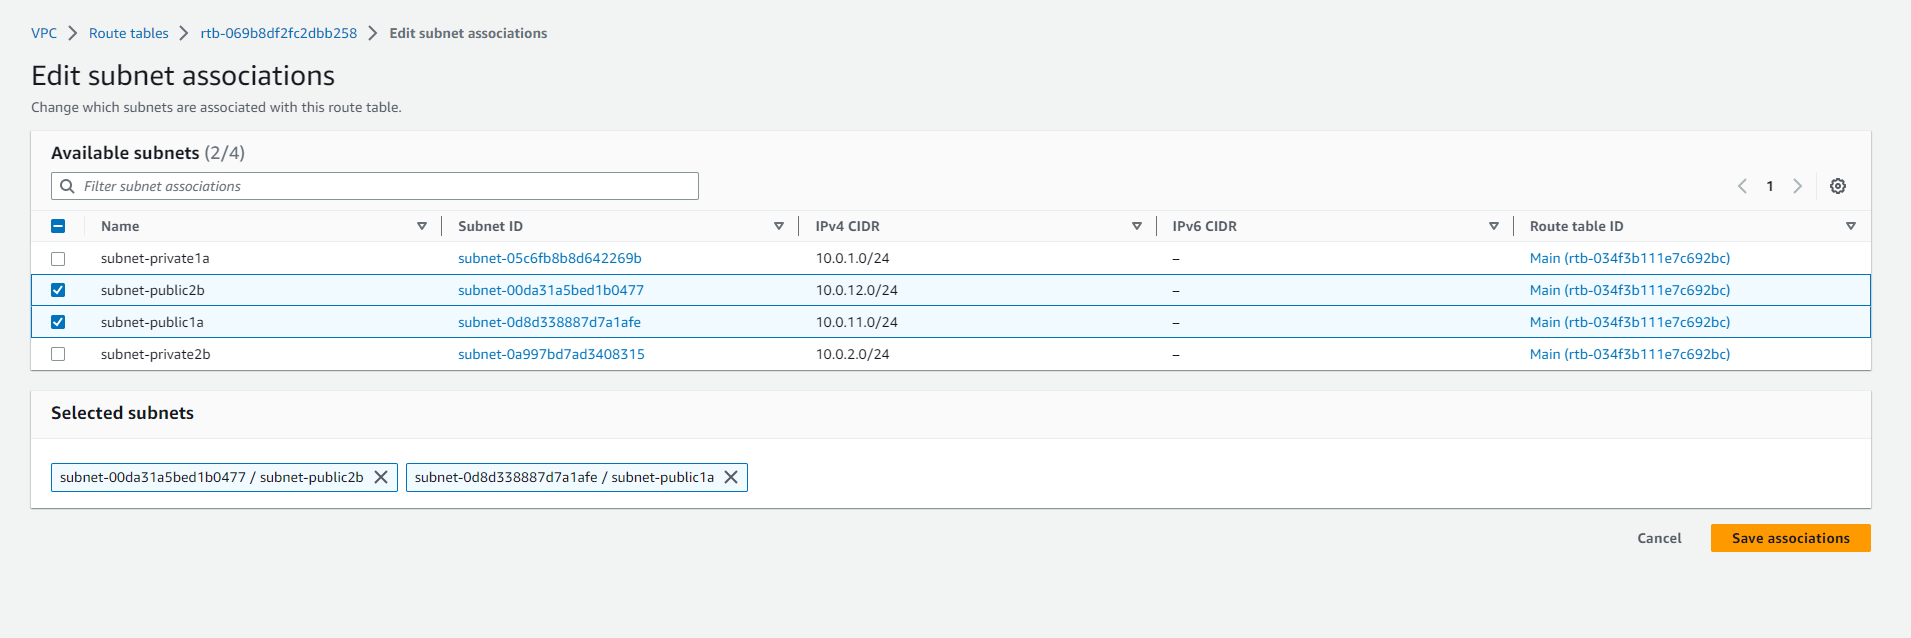 VPC > Route tables > rtb-069b8df2fc2dbb258 > Edit subnet associations
Edit subnet associations
Change which subnets are associated with this route table.
Available subnets (2/4)
Filter subnet associations
1
Name Subnet ID IPv4 CIDR IPv6 CIDR Route table ID
subnet-private1a subnet-05c6fb8b8d642269b 10.0.1.0/24 – Main (rtb-034f3b111e7c692bc)
subnet-public2b subnet-00da31a5bed1b0477 10.0.12.0/24 – Main (rtb-034f3b111e7c692bc)
subnet-public1a subnet-0d8d338887d7a1afe 10.0.11.0/24 – Main (rtb-034f3b111e7c692bc)
subnet-private2b subnet-0a997bd7ad3408315 10.0.2.0/24 – Main (rtb-034f3b111e7c692bc)
Selected subnets
subnet-00da31a5bed1b0477 / subnet-public2b subnet-0d8d338887d7a1afe / subnet-public1a
Cancel Save associations